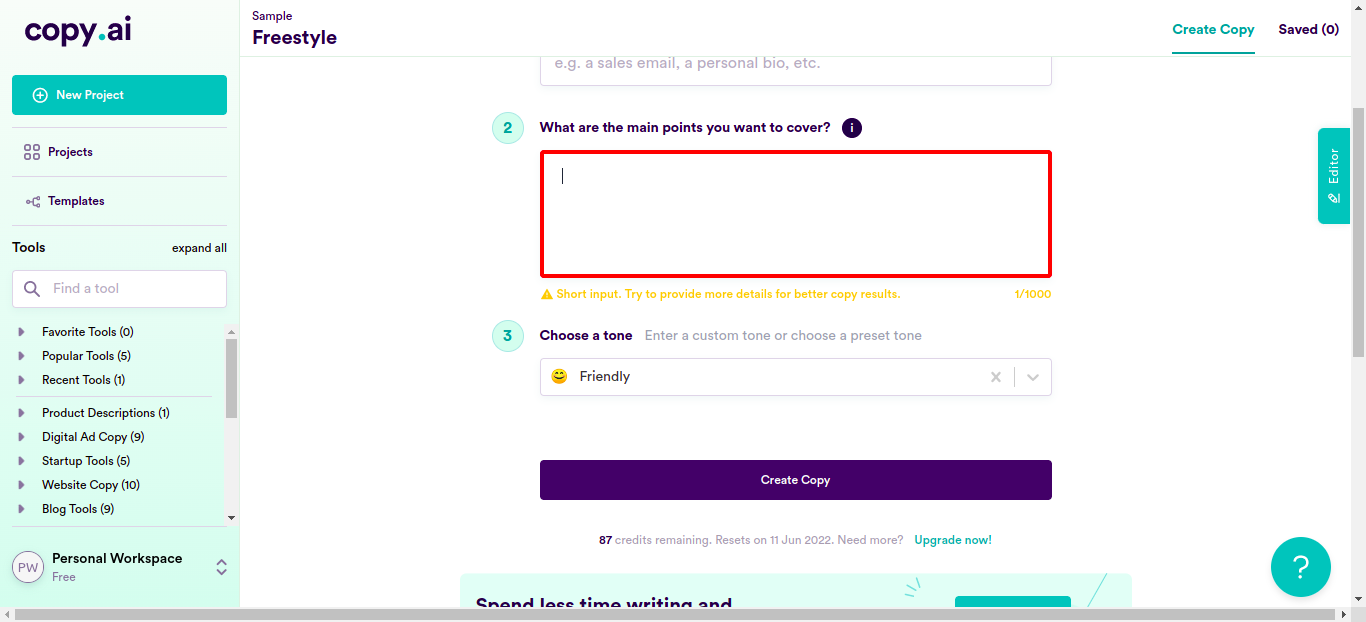 copy.ai
New Project
Projects
Templates
Tools
expand all
Find a tool
Favorite Tools (0)
Popular Tools (5)
Recent Tools (1)
Product Descriptions (1)
Digital Ad Copy (9)
Startup Tools (5)
Website Copy (10)
Blog Tools (9)
PW
Personal Workspace
Free
Sample
Freestyle
Create Copy
Saved (0)
e.g. a sales email, a personal bio, etc.
2
What are the main points you want to cover?
i
Short input. Try to provide more details for better copy results.
1/1000
3
Choose a tone
Enter a custom tone or choose a preset tone
Friendly
Create Copy
87 credits remaining. Resets on 11 Jun 2022. Need more? Upgrade now!
Spend less time writing and
Editor
?